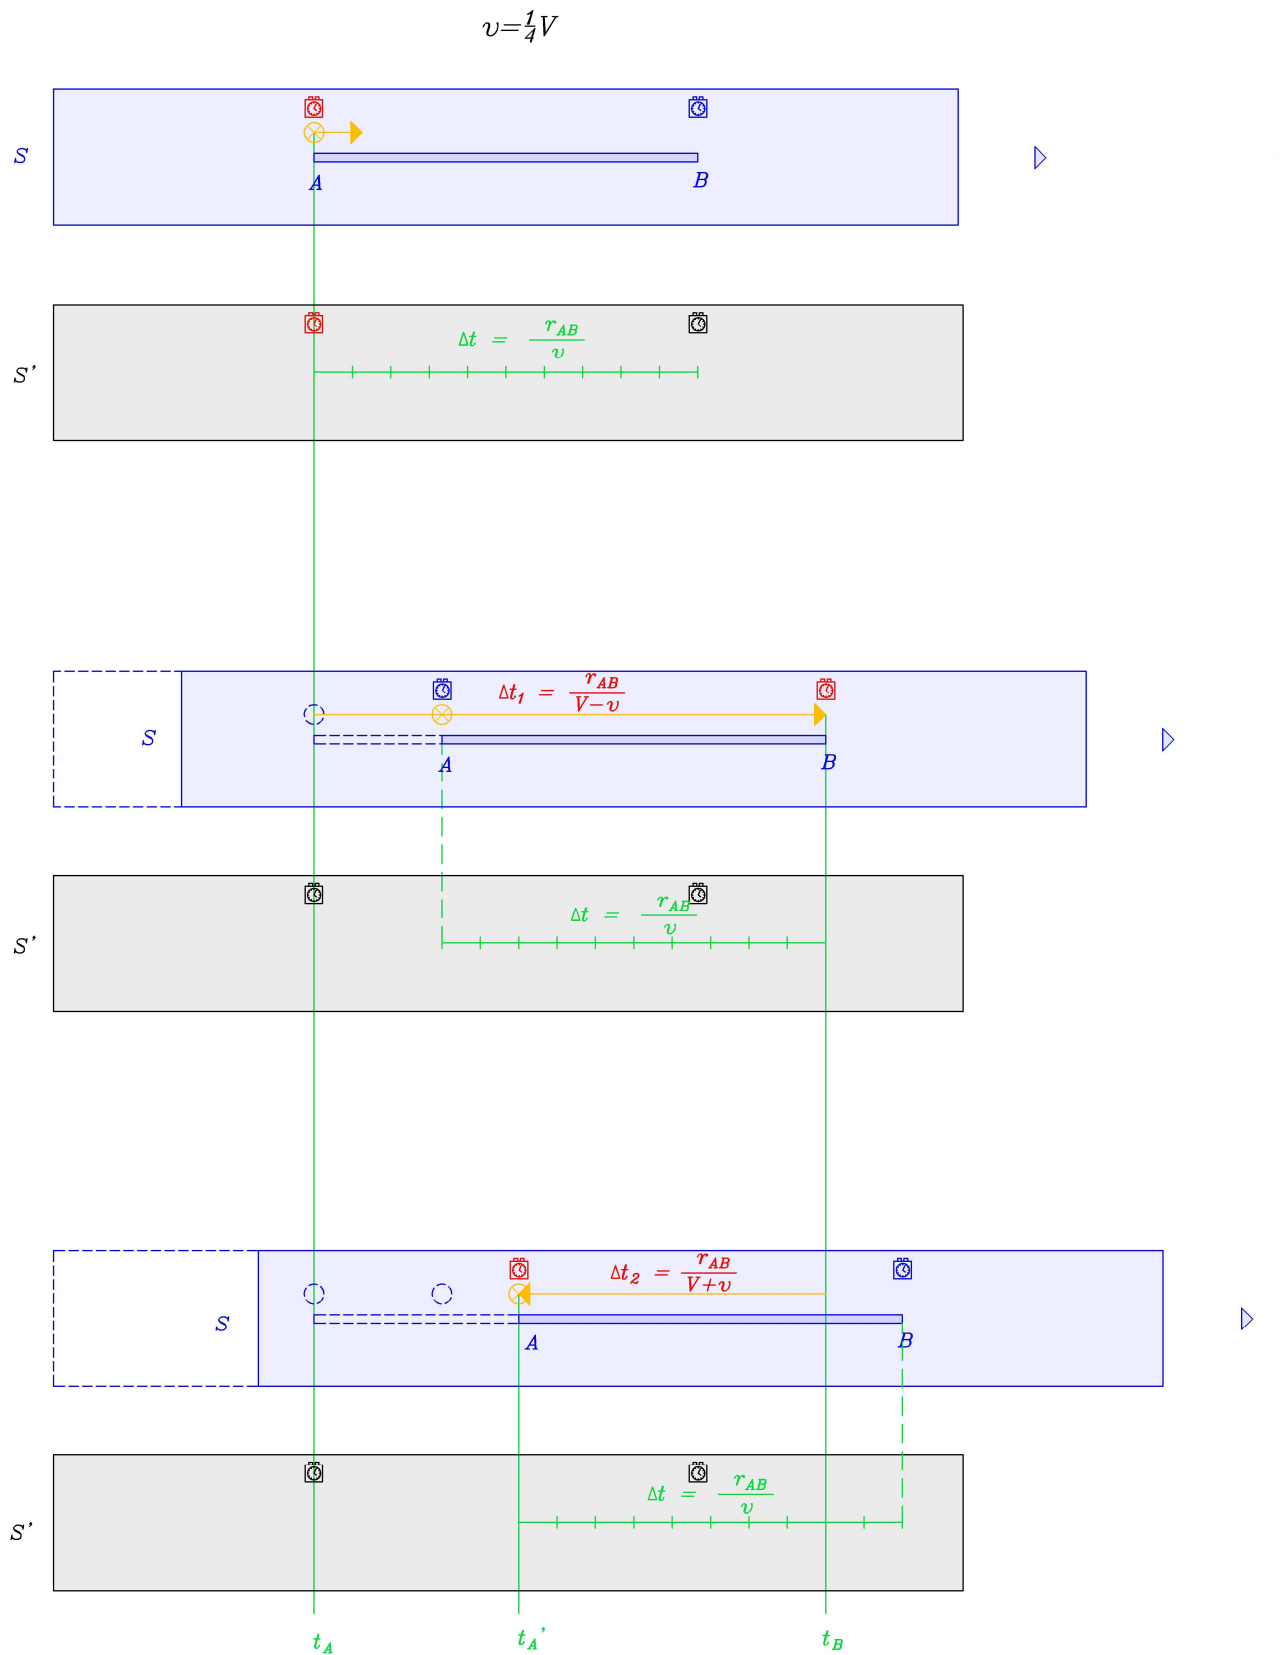 υ=¼V
S
A B
S'
Δt = r_AB/υ
Δt₁ = r_AB/V−υ
S
A B
S'
Δt = r_AB/υ
Δt₂ = r_AB/V+υ
S
A B
S'
Δt = r_AB/υ
t_A t_A' t_B